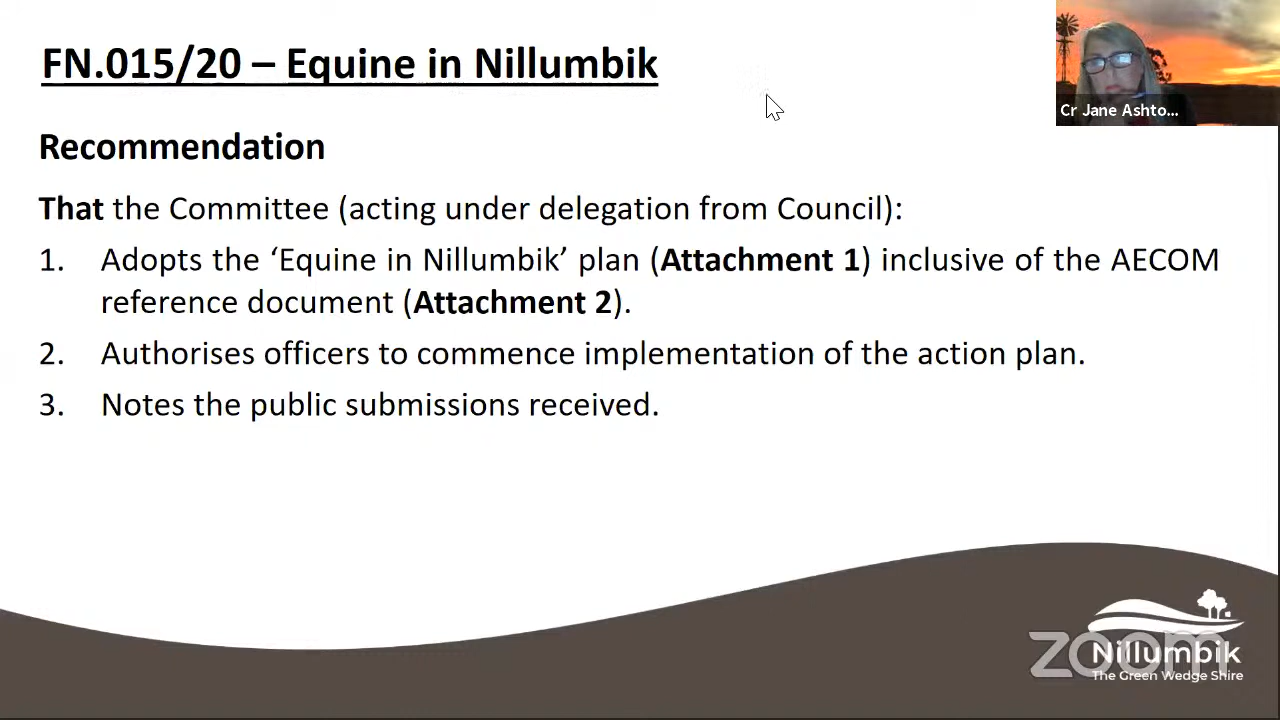 FN.015/20 – Equine in Nillumbik
Cr Jane Ashto...
Recommendation
That the Committee (acting under delegation from Council):
1. Adopts the ‘Equine in Nillumbik’ plan (Attachment 1) inclusive of the AECOM
reference document (Attachment 2).
2. Authorises officers to commence implementation of the action plan.
3. Notes the public submissions received.
zoom
Nillumbik
The Green Wedge Shire